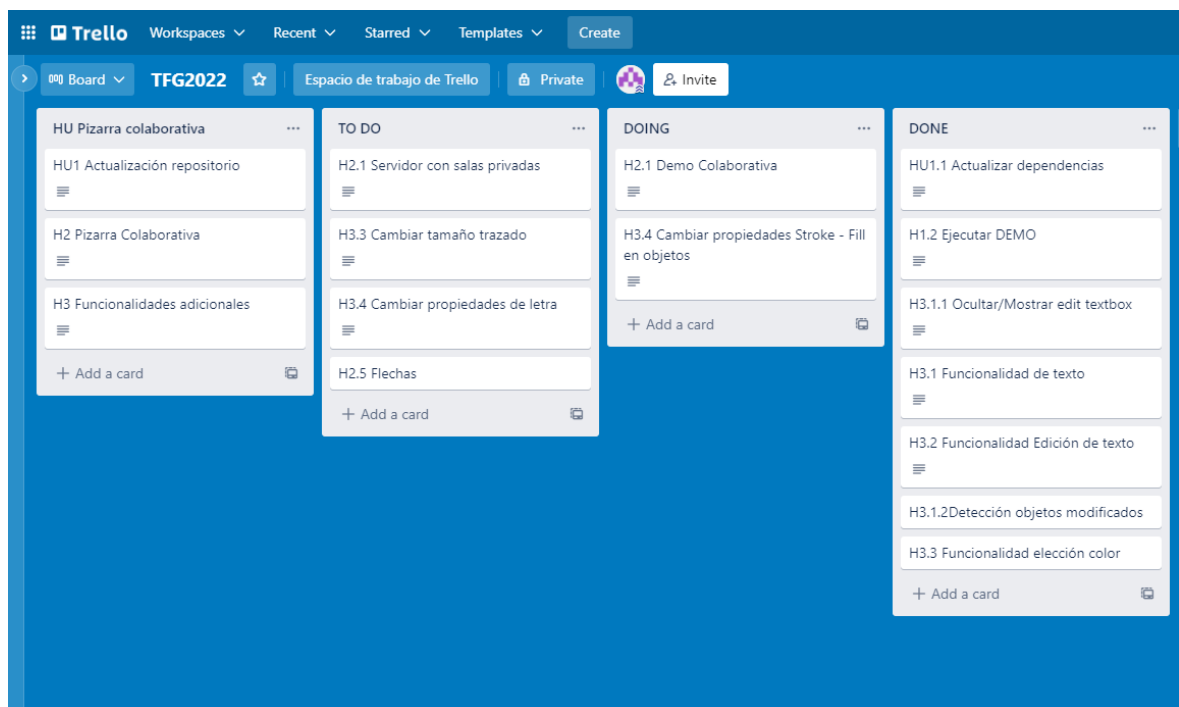 Trello Workspaces Recent Starred Templates Create
Board TFG2022 Espacio de trabajo de Trello Private Invite
HU Pizarra colaborativa
HU1 Actualización repositorio
H2 Pizarra Colaborativa
H3 Funcionalidades adicionales
+ Add a card
TO DO
H2.1 Servidor con salas privadas
H3.3 Cambiar tamaño trazado
H3.4 Cambiar propiedades de letra
H2.5 Flechas
+ Add a card
DOING
H2.1 Demo Colaborativa
H3.4 Cambiar propiedades Stroke - Fill
en objetos
+ Add a card
DONE
HU1.1 Actualizar dependencias
H1.2 Ejecutar DEMO
H3.1.1 Ocultar/Mostrar edit textbox
H3.1 Funcionalidad de texto
H3.2 Funcionalidad Edición de texto
H3.1.2Detección objetos modificados
H3.3 Funcionalidad elección color
+ Add a card